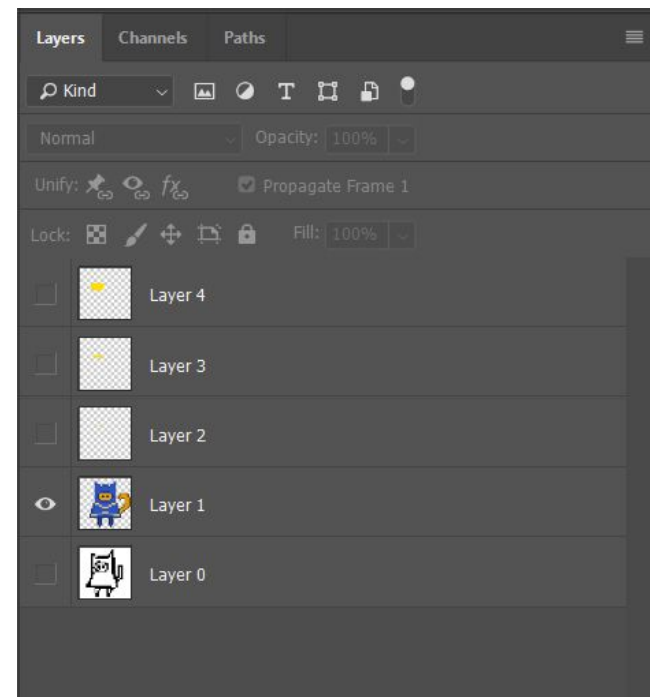 Layers Channels Paths
Kind T
Normal Opacity: 100%
Unify: fx Propagate Frame 1
Lock: Fill: 100%
Layer 4
Layer 3
Layer 2
Layer 1
Layer 0